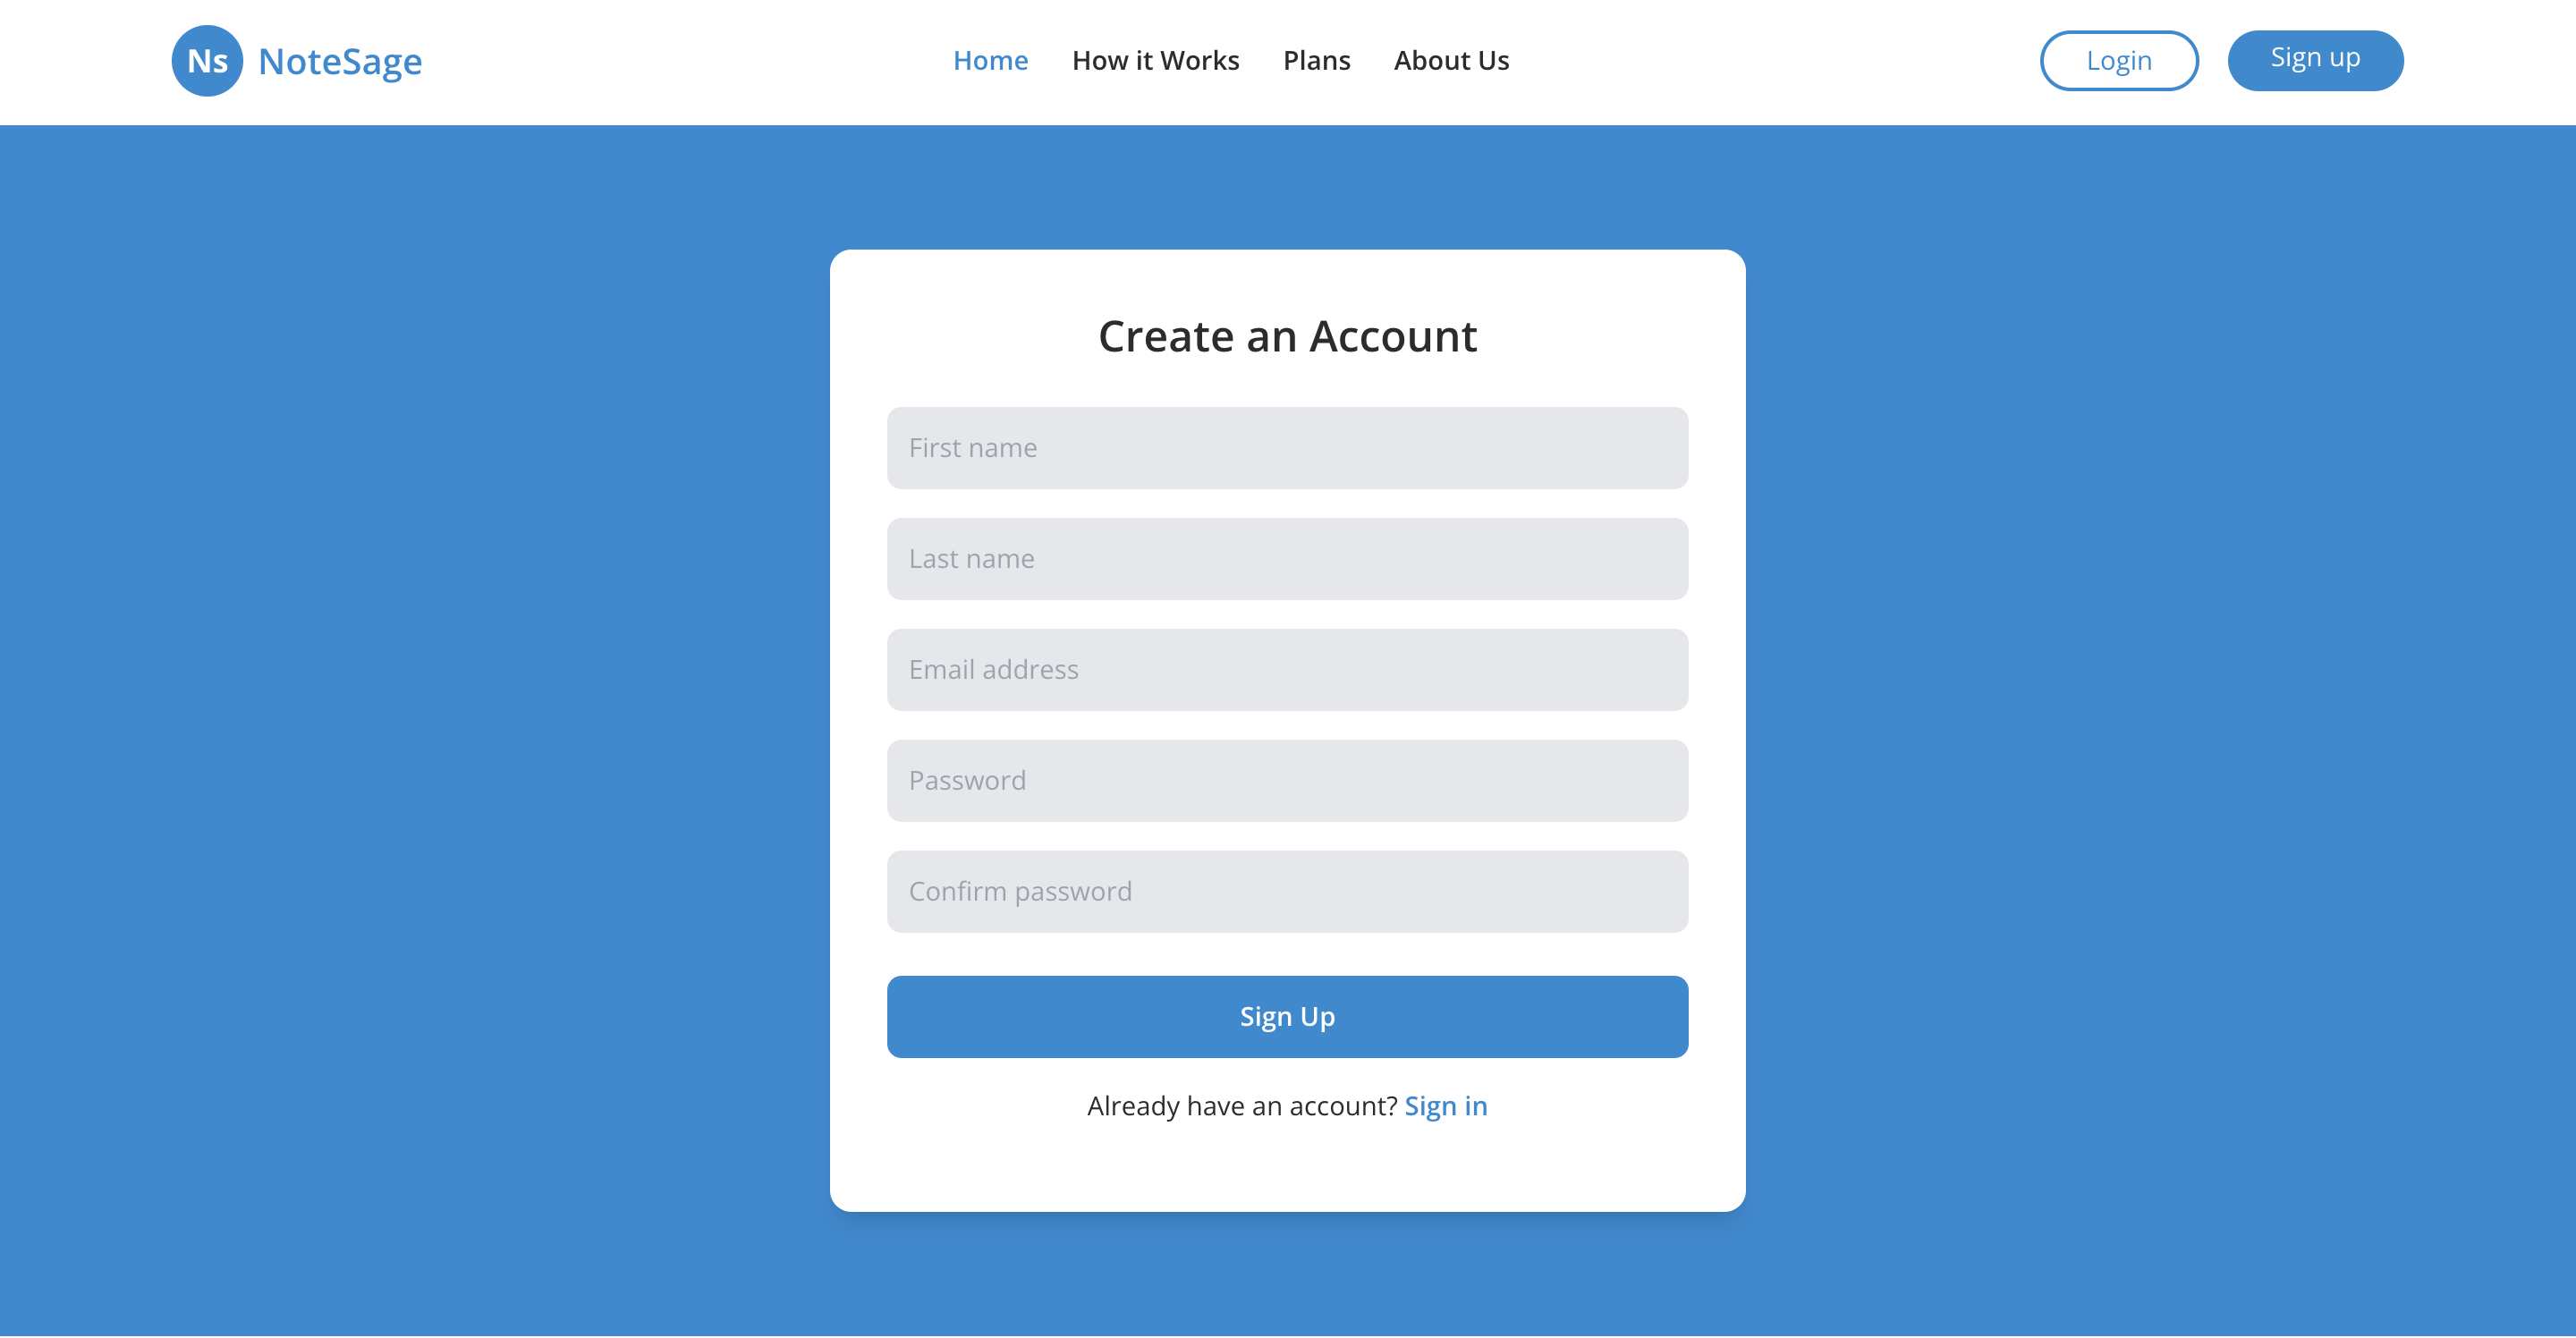 Ns NoteSage Home How it Works Plans About Us Login Sign up
Create an Account
First name
Last name
Email address
Password
Confirm password
Sign Up
Already have an account? Sign in